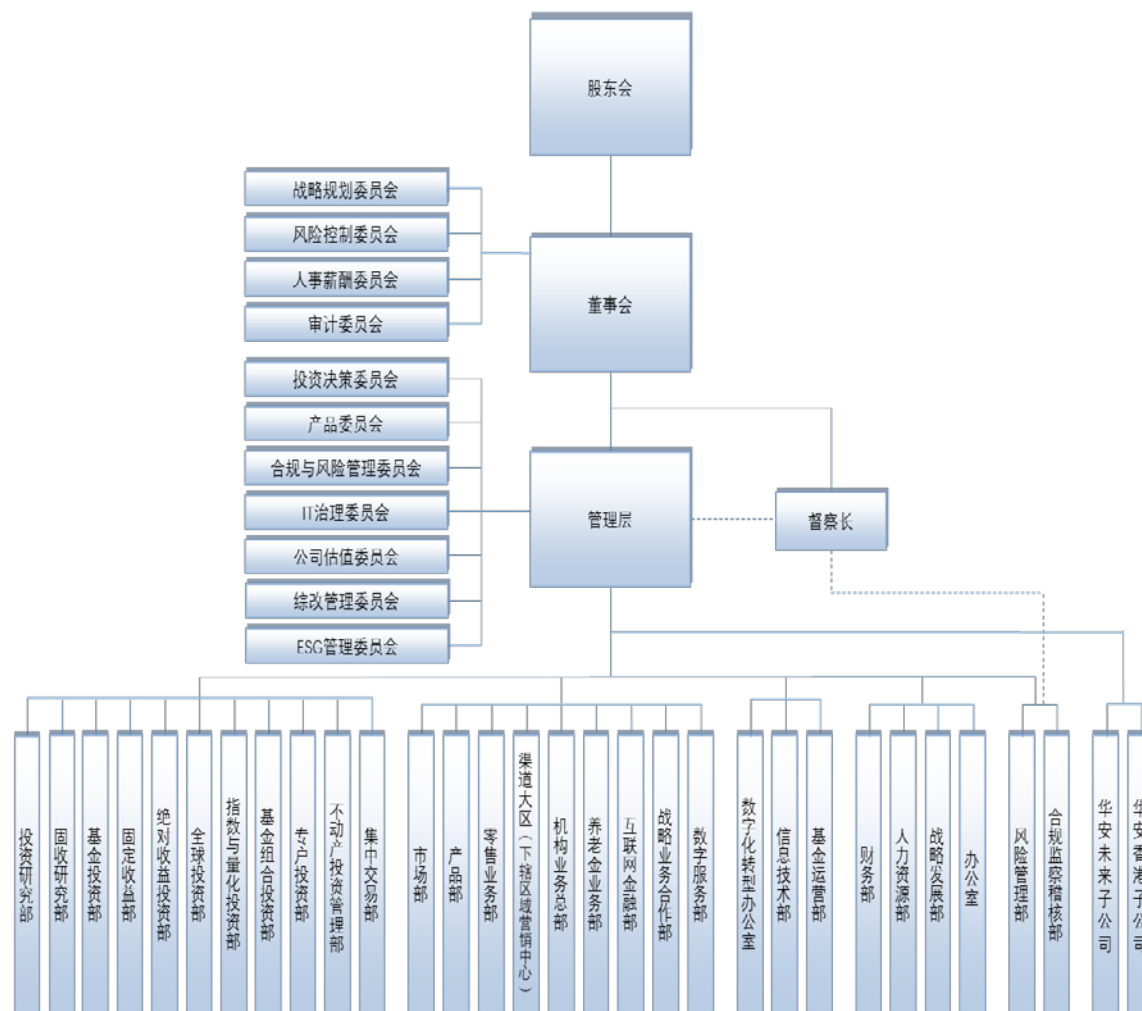 股东会
战略规划委员会
风险控制委员会
人事薪酬委员会
审计委员会
董事会
投资决策委员会
产品委员会
合规与风险管理委员会
IT治理委员会
公司估值委员会
综改管理委员会
ESG管理委员会
管理层
督察长
投资研究部
固收研究部
基金投资部
固定收益部
绝对收益投资部
全球投资部
指数与量化投资部
基金组合投资部
专户投资部
不动产投资管理部
集中交易部
市场部
产品部
零售业务部
渠道大区（下辖区域营销中心）
机构业务总部
养老金业务部
互联网金融部
战略业务合作部
数字服务部
数字化转型办公室
信息技术部
基金运营部
财务部
人力资源部
战略发展部
办公室
风险管理部
合规监察稽核部
华安未来子公司
华安香港子公司